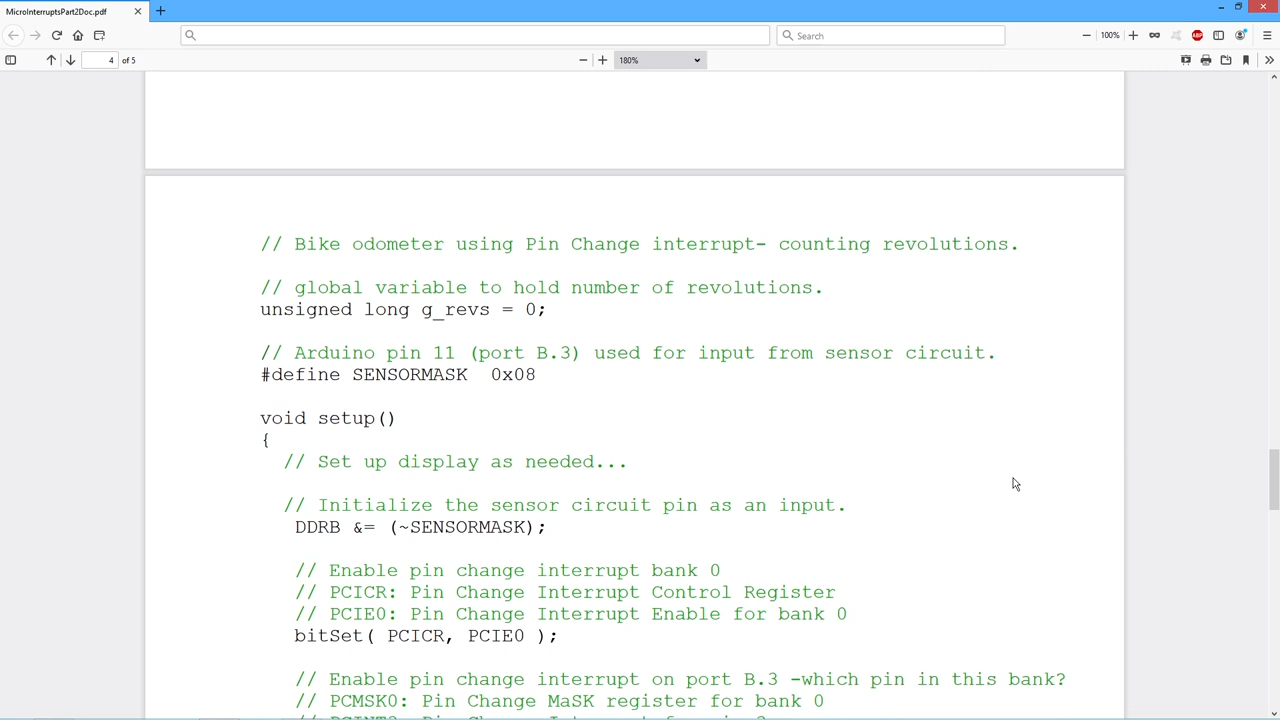 MicroInterruptsPart2Doc.pdf
100%
Search
ABP
4 of 5
180%
// Bike odometer using Pin Change interrupt- counting revolutions.
// global variable to hold number of revolutions.
unsigned long g_revs = 0;
// Arduino pin 11 (port B.3) used for input from sensor circuit.
#define SENSORMASK  0x08
void setup()
{
// Set up display as needed...
// Initialize the sensor circuit pin as an input.
DDRB &= (~SENSORMASK);
// Enable pin change interrupt bank 0
// PCICR: Pin Change Interrupt Control Register
// PCIE0: Pin Change Interrupt Enable for bank 0
bitSet( PCICR, PCIE0 );
// Enable pin change interrupt on port B.3 -which pin in this bank?
// PCMSK0: Pin Change MaSK register for bank 0